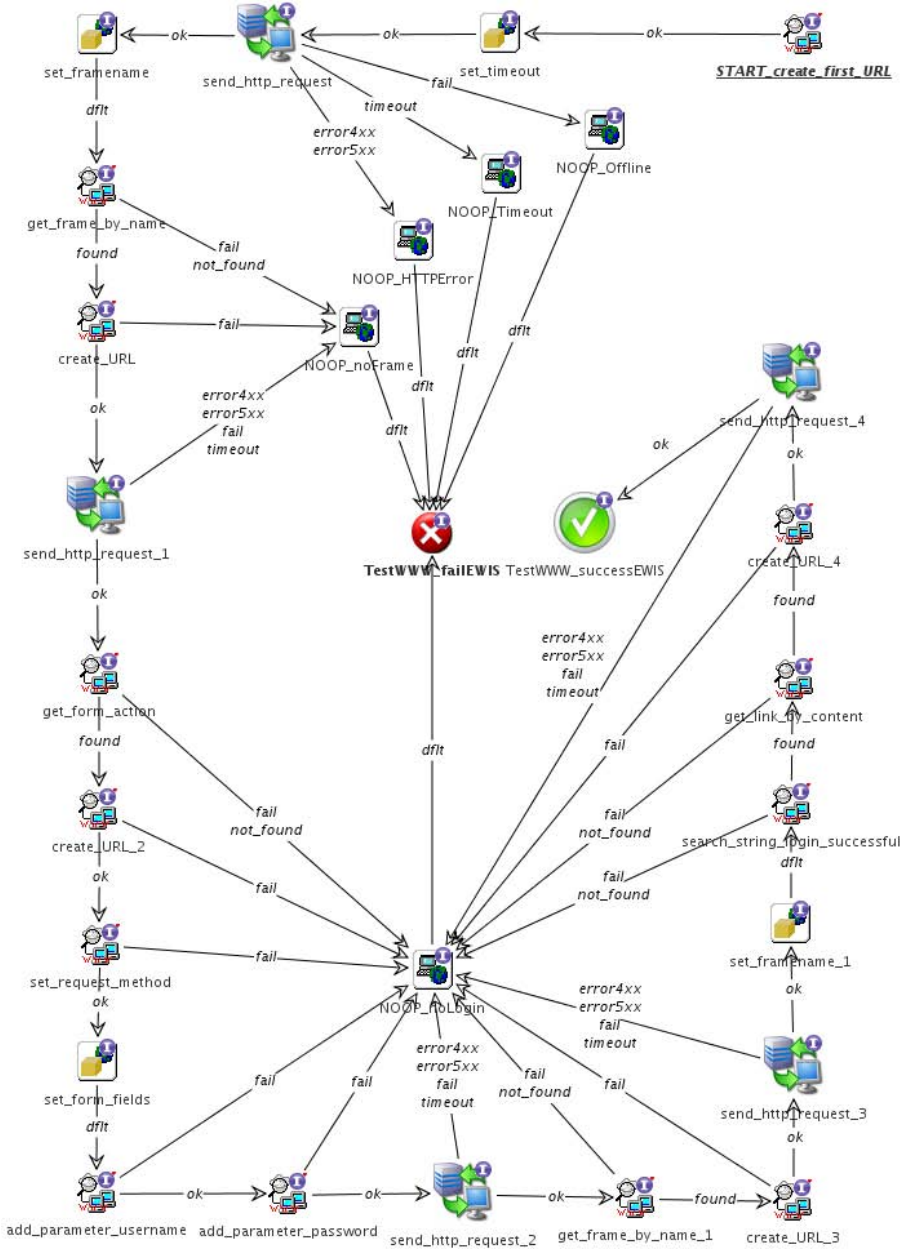 ok
ok
ok
set_framename
send_http_request
set_timeout
START_create_first_URL
fail
timeout
dflt
error4xx
error5xx
NOOP_Offline
NOOP_Timeout
get_frame_by_name
found
fail
not_found
NOOP_HTTPError
fail
dflt
create_URL
NOOP_noFrame
dflt
dflt
ok
error4xx
error5xx
fail
timeout
dflt
send_http_request_4
ok
ok
send_http_request_1
TestWWW_failEWIS
TestWWW_successEWIS
create_URL_4
ok
found
error4xx
error5xx
fail
timeout
get_form_action
get_link_by_content
found
dflt
fail
found
fail
not_found
fail
not_found
create_URL_2
search_string_login_successful
ok
fail
fail
not_found
dflt
fail
set_request_method
set_framename_1
ok
NOOP_noLogin
error4xx
error5xx
fail
timeout
ok
error4xx
error5xx
fail
timeout
set_form_fields
fail
fail
fail
not_found
fail
send_http_request_3
dflt
ok
ok
ok
ok
found
add_parameter_username
add_parameter_password
send_http_request_2
get_frame_by_name_1
create_URL_3